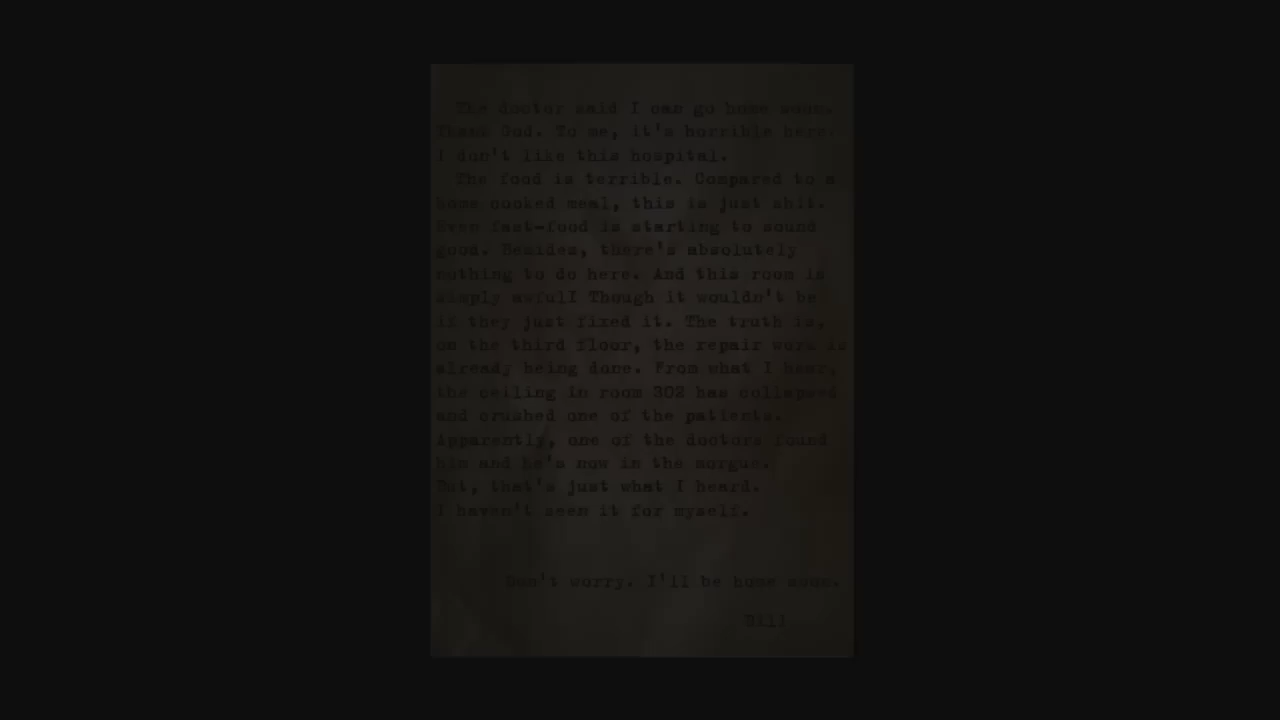 The doctor said I can go home soon.
Thank God. To me, it's horrible here.
I don't like this hospital.
The food is terrible. Compared to a
home cooked meal, this is just shit.
Even fast-food is starting to sound
good. Besides, there's absolutely
nothing to do here. And this room is
simply awful! Though it wouldn't be
if they just fixed it. The truth is,
on the third floor, the repair work is
already being done. From what I hear,
the ceiling in room 302 has collapsed
and crushed one of the patients.
Apparently, one of the doctors found
him and he's now in the morgue.
But, that's just what I heard.
I haven't seen it for myself.
Don't worry. I'll be home soon.
Bill